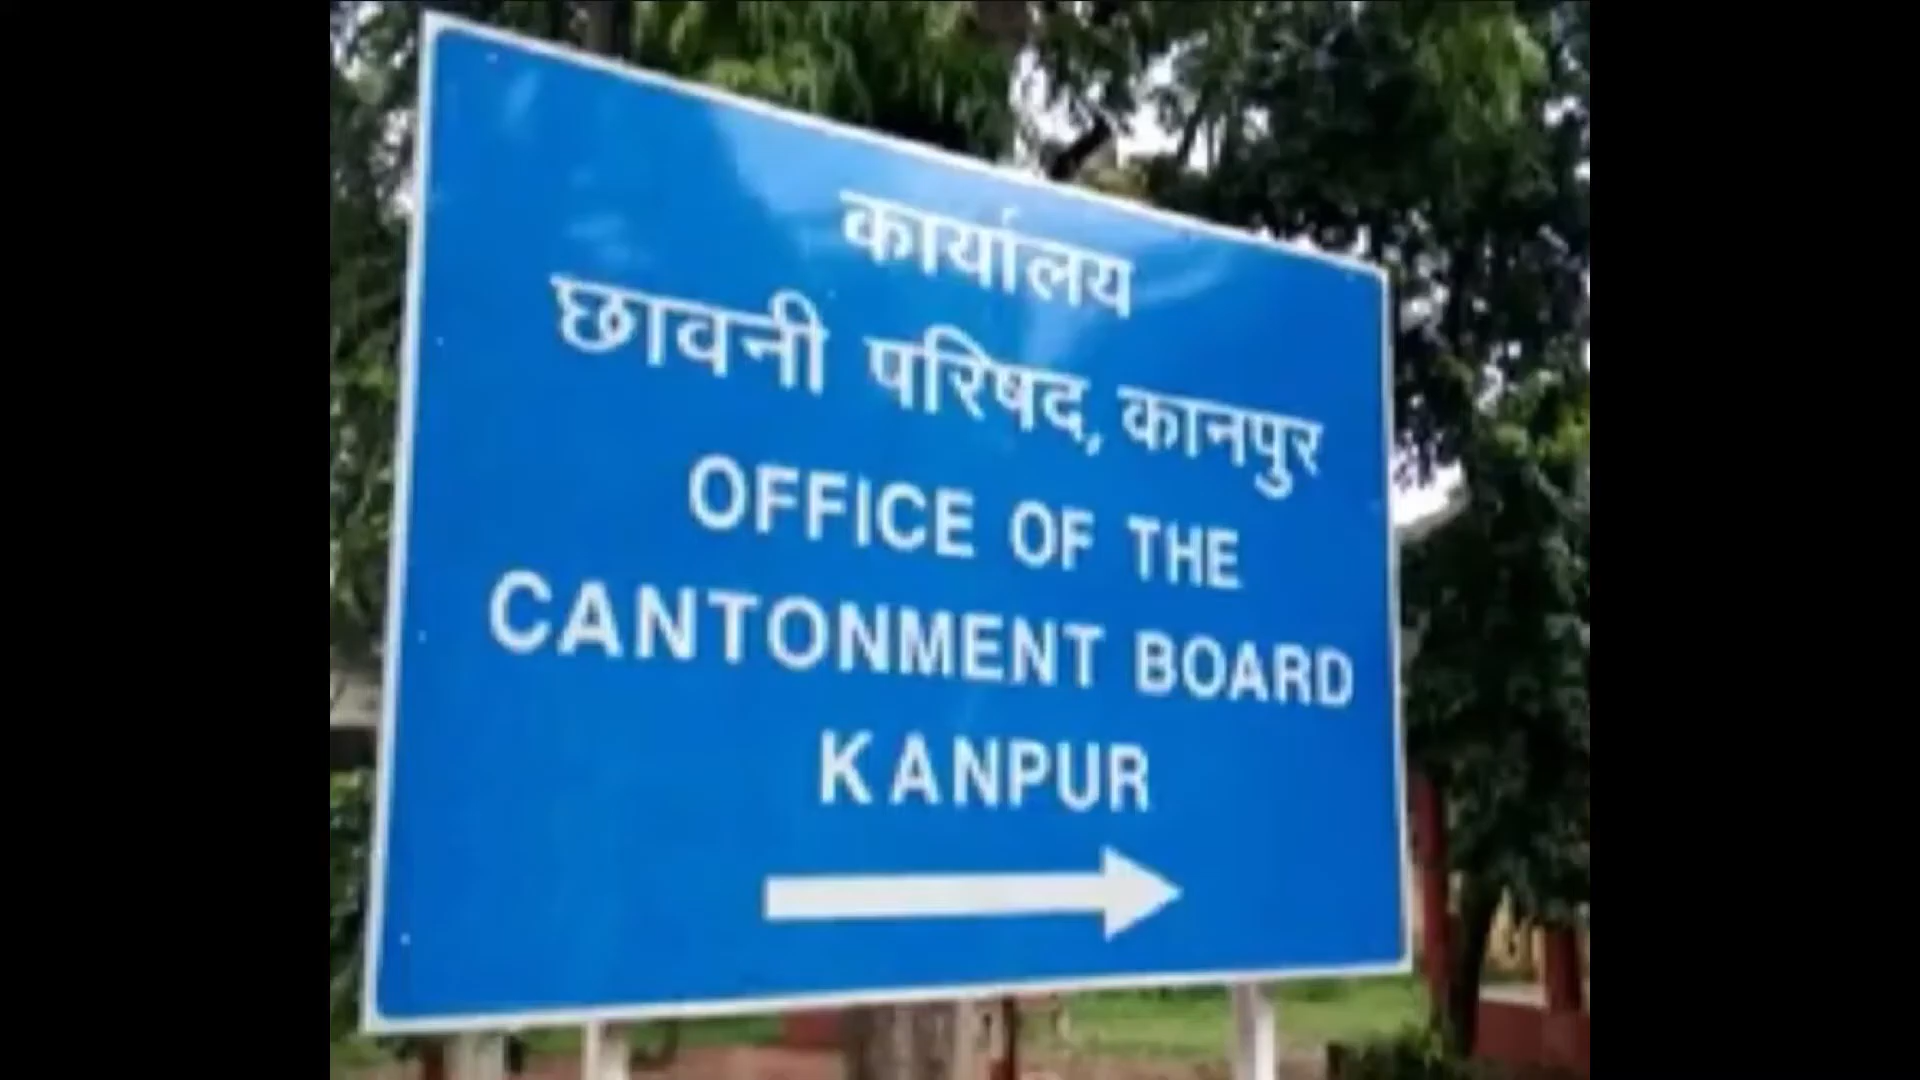 कार्यालय
छावनी परिषद, कानपुर
OFFICE OF THE
CANTONMENT BOARD
KANPUR